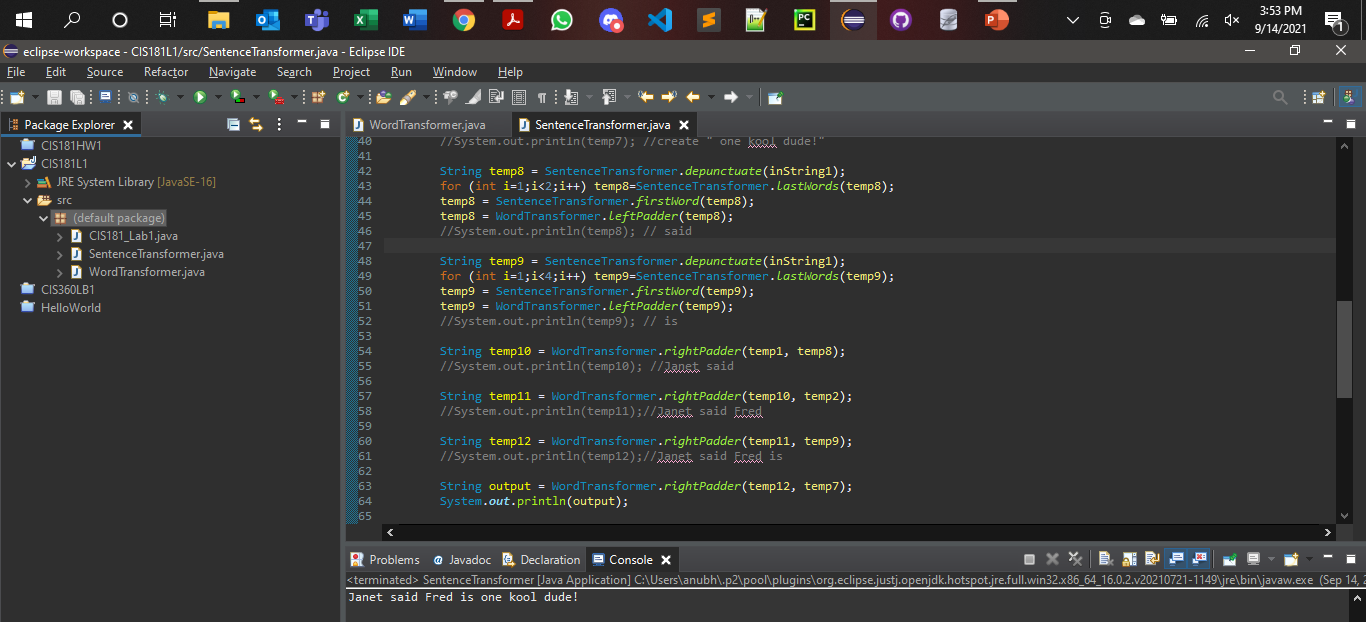 3:53 PM
9/14/2021
1
eclipse-workspace - CIS181L1/src/SentenceTransformer.java - Eclipse IDE
File Edit Source Refactor Navigate Search Project Run Window Help
Package Explorer
WordTransformer.java SentenceTransformer.java
CIS181HW1
CIS181L1
JRE System Library [JavaSE-16]
src
(default package)
CIS181_Lab1.java
SentenceTransformer.java
WordTransformer.java
CIS360LB1
HelloWorld
40 //System.out.println(temp7); //create " one kool dude!"
41
42 String temp8 = SentenceTransformer.depunctuate(inString1);
43 for (int i=1;i<2;i++) temp8=SentenceTransformer.lastWords(temp8);
44 temp8 = SentenceTransformer.firstWord(temp8);
45 temp8 = WordTransformer.leftPadder(temp8);
46 //System.out.println(temp8); // said
47
48 String temp9 = SentenceTransformer.depunctuate(inString1);
49 for (int i=1;i<4;i++) temp9=SentenceTransformer.lastWords(temp9);
50 temp9 = SentenceTransformer.firstWord(temp9);
51 temp9 = WordTransformer.leftPadder(temp9);
52 //System.out.println(temp9); // is
53
54 String temp10 = WordTransformer.rightPadder(temp1, temp8);
55 //System.out.println(temp10); //Janet said
56
57 String temp11 = WordTransformer.rightPadder(temp10, temp2);
58 //System.out.println(temp11);//Janet said Fred
59
60 String temp12 = WordTransformer.rightPadder(temp11, temp9);
61 //System.out.println(temp12);//Janet said Fred is
62
63 String output = WordTransformer.rightPadder(temp12, temp7);
64 System.out.println(output);
65
Problems Javadoc Declaration Console
<terminated> SentenceTransformer [Java Application] C:\Users\anubh\.p2\pool\plugins\org.eclipse.justj.openjdk.hotspot.jre.full.win32.x86_64_16.0.2.v20210721-1149\jre\bin\javaw.exe (Sep 14, 2
Janet said Fred is one kool dude!